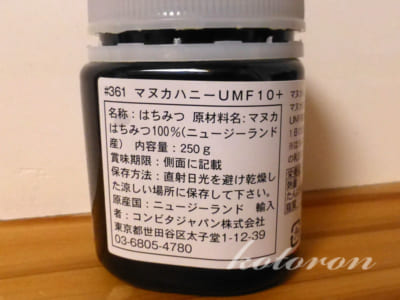 #361 マヌカハニーUMF10+
名称：はちみつ 原材料名：マヌカ
はちみつ100%(ニュージーランド
産) 内容量：250g
賞味期限：側面に記載
保存方法：直射日光を避け乾燥し
た涼しい場所に保存して下さい。
原産国：ニュージーランド 輸入
者：コンビタジャパン株式会社
東京都世田谷区太子堂1-12-39
03-6805-4780
kotoron